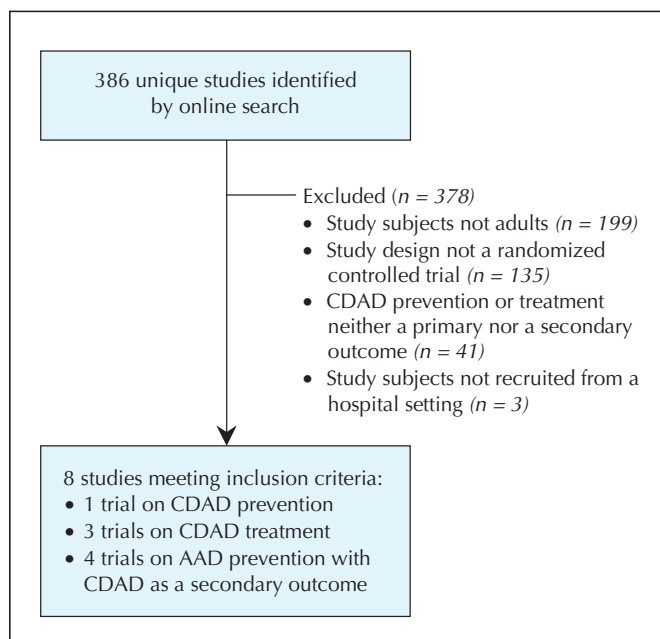 386 unique studies identified
by online search
Excluded (n = 378)
• Study subjects not adults (n = 199)
• Study design not a randomized
controlled trial (n = 135)
• CDAD prevention or treatment
neither a primary nor a secondary
outcome (n = 41)
• Study subjects not recruited from a
hospital setting (n = 3)
8 studies meeting inclusion criteria:
• 1 trial on CDAD prevention
• 3 trials on CDAD treatment
• 4 trials on AAD prevention with
CDAD as a secondary outcome